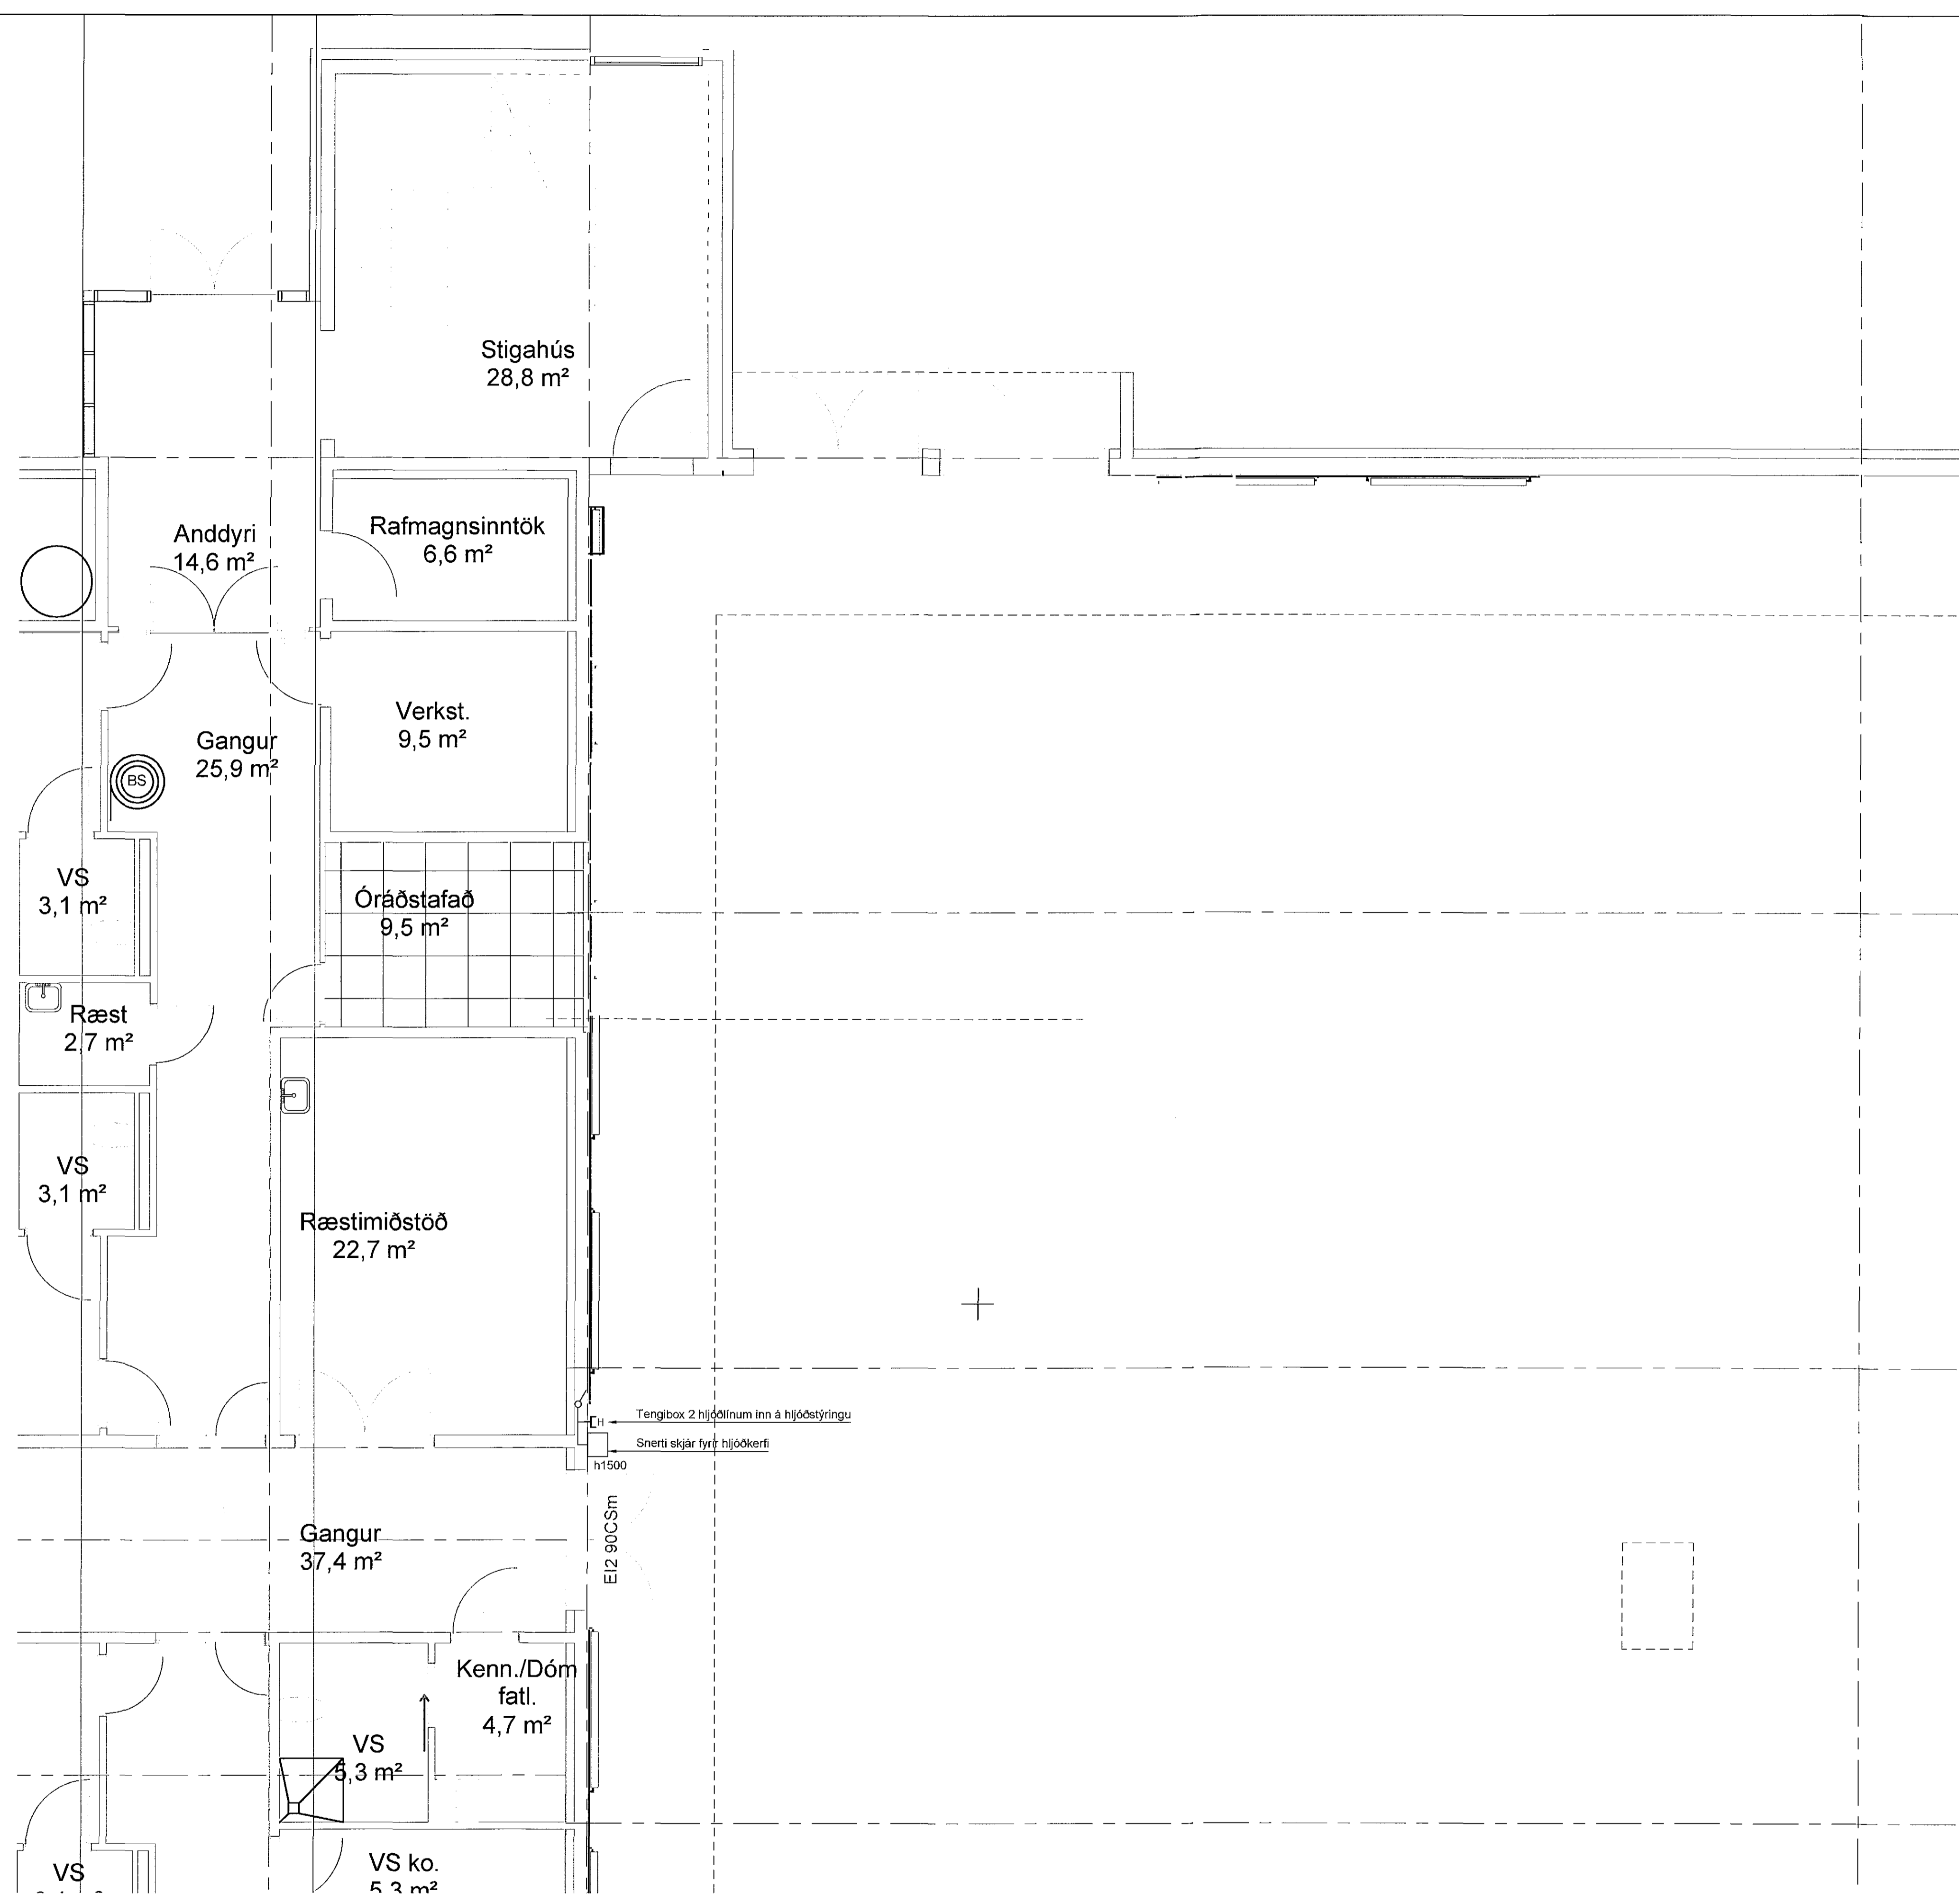 Stigahús
28,8 m²
Anddyri
14,6 m²
Rafmagnsinntök
6,6 m²
Verkst.
9,5 m²
Gangur
25,9 m²
BS
VS
3,1 m²
Óráðstafað
9,5 m²
Ræst
2,7 m²
VS
3,1 m²
Ræstimiðstöð
22,7 m²
Tengibox 2 hljóðlínum inn á hljóðstýringu
H
Snerti skjár fyrir hljóðkerfi
h1500
EI2 90CSm
Gangur
37,4 m²
Kenn./Dóm
fatl.
4,7 m²
VS
5,3 m²
VS ko.
5,3 m²
VS